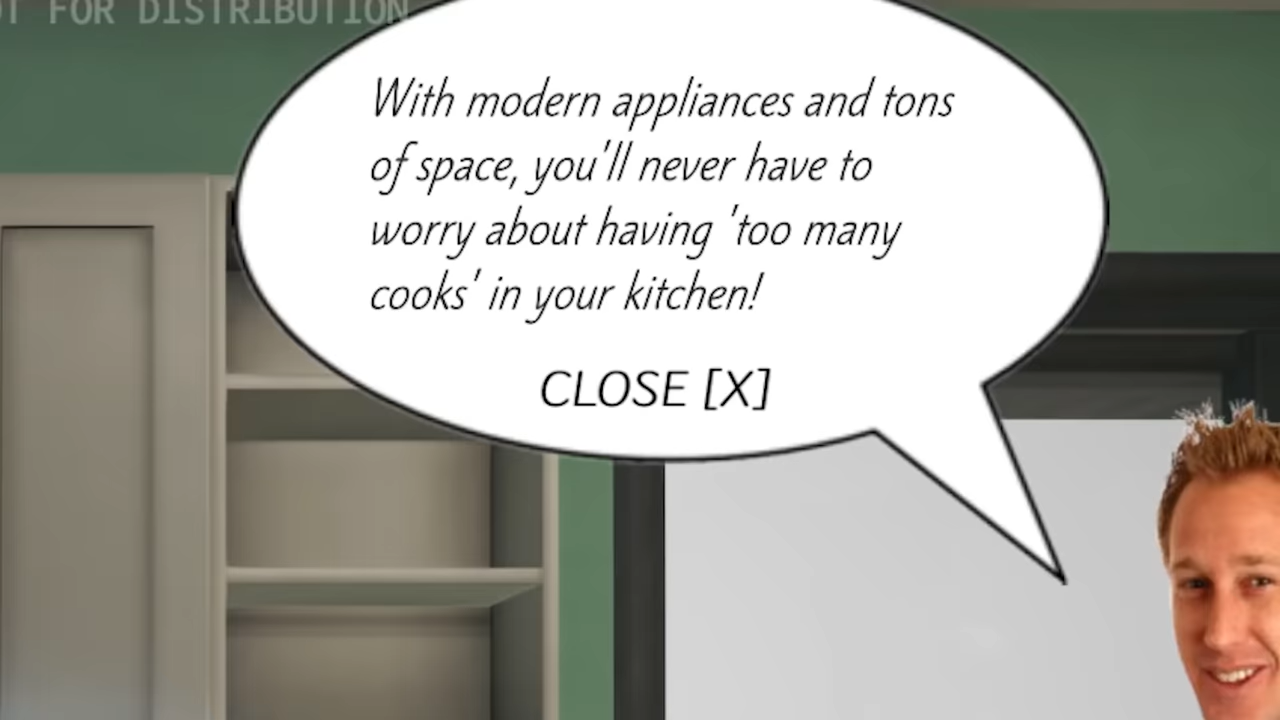 FOR DISTRIBUTION
With modern appliances and tons
of space, you'll never have to
worry about having 'too many
cooks' in your kitchen!
CLOSE [X]